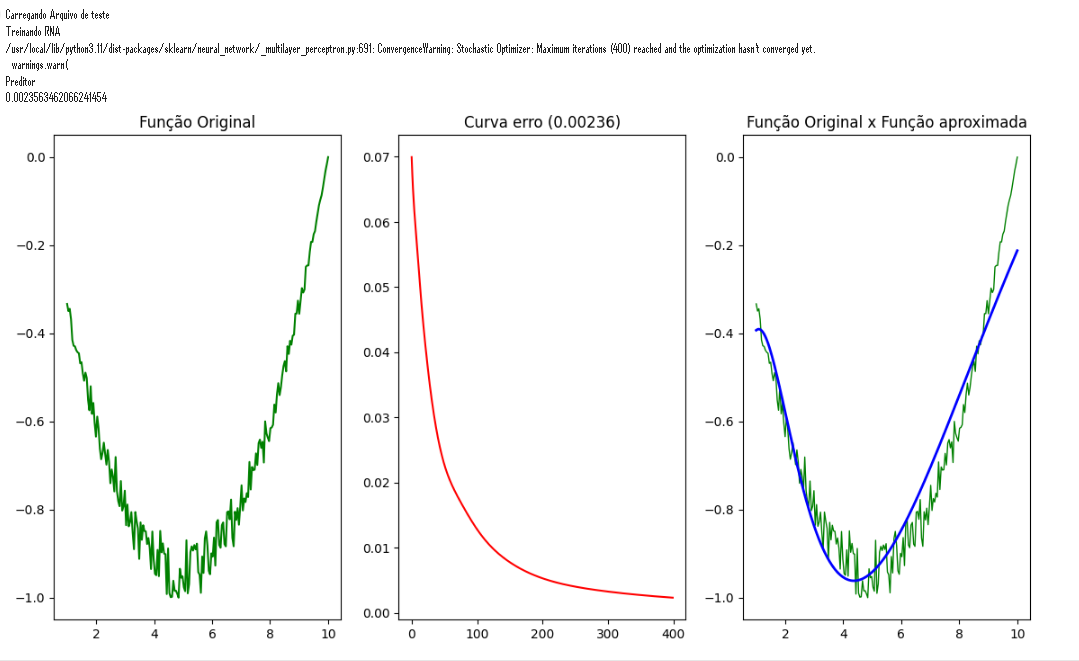 Carregando Arquivo de teste
Treinando RNA
/usr/local/lib/python3.11/dist-packages/sklearn/neural_network/_multilayer_perceptron.py:691: ConvergenceWarning: Stochastic Optimizer: Maximum iterations (400) reached and the optimization hasn't converged yet.
  warnings.warn(
Preditor
0.0023563462066241454
Função Original
0.0
−0.2
−0.4
−0.6
−0.8
−1.0
2 4 6 8 10
Curva erro (0.00236)
0.07
0.06
0.05
0.04
0.03
0.02
0.01
0.00
0 100 200 300 400
Função Original x Função aproximada
0.0
−0.2
−0.4
−0.6
−0.8
−1.0
2 4 6 8 10